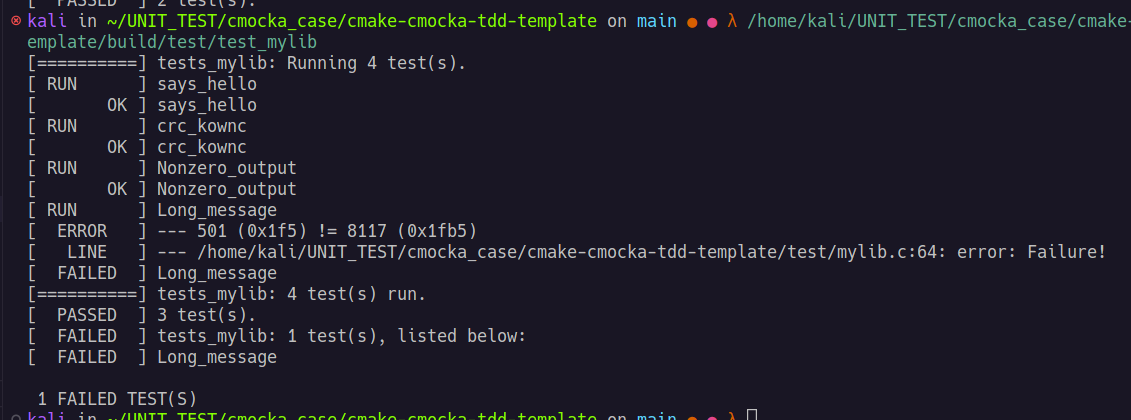 [  PASSED  ] 2 test(s).
kali in ~/UNIT_TEST/cmocka_case/cmake-cmocka-tdd-template on main ● ● λ /home/kali/UNIT_TEST/cmocka_case/cmake-
emplate/build/test/test_mylib
[==========] tests_mylib: Running 4 test(s).
[ RUN      ] says_hello
[       OK ] says_hello
[ RUN      ] crc_kownc
[       OK ] crc_kownc
[ RUN      ] Nonzero_output
[       OK ] Nonzero_output
[ RUN      ] Long_message
[  ERROR   ] --- 501 (0x1f5) != 8117 (0x1fb5)
[   LINE   ] --- /home/kali/UNIT_TEST/cmocka_case/cmake-cmocka-tdd-template/test/mylib.c:64: error: Failure!
[  FAILED  ] Long_message
[==========] tests_mylib: 4 test(s) run.
[  PASSED  ] 3 test(s).
[  FAILED  ] tests_mylib: 1 test(s), listed below:
[  FAILED  ] Long_message
1 FAILED TEST(S)
kali in ~/UNIT_TEST/cmocka_case/cmake-cmocka-tdd-template on main ● ● λ